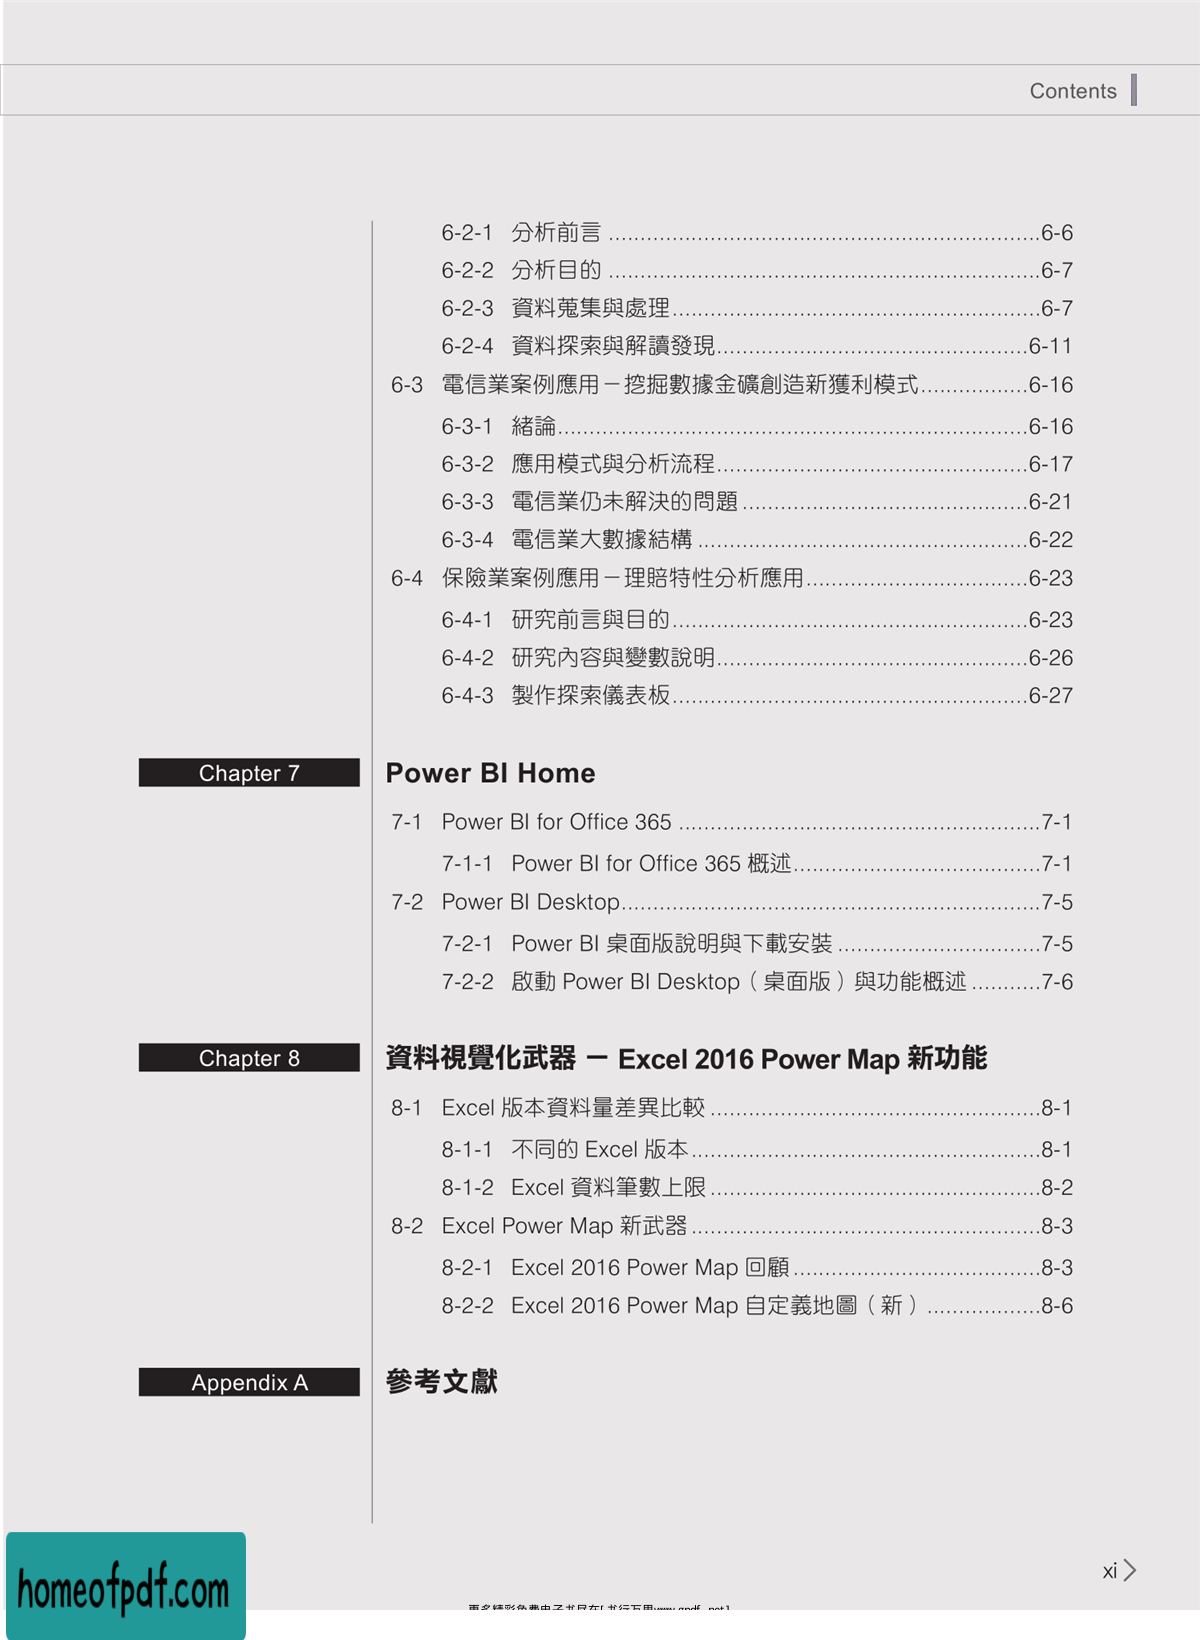 Contents
6-2-1 分析前言 ........ 6-6
6-2-2 分析目的 ........ 6-7
6-2-3 資料蒐集與處理 ........ 6-7
6-2-4 資料探索與解讀發現 ........ 6-11
6-3 電信業案例應用－挖掘數據金礦創造新獲利模式 ........ 6-16
6-3-1 緒論 ........ 6-16
6-3-2 應用模式與分析流程 ........ 6-17
6-3-3 電信業仍未解決的問題 ........ 6-21
6-3-4 電信業大數據結構 ........ 6-22
6-4 保險業案例應用－理賠特性分析應用 ........ 6-23
6-4-1 研究前言與目的 ........ 6-23
6-4-2 研究內容與變數說明 ........ 6-26
6-4-3 製作探索儀表板 ........ 6-27
Chapter 7 Power BI Home
7-1 Power BI for Office 365 ........ 7-1
7-1-1 Power BI for Office 365 概述 ........ 7-1
7-2 Power BI Desktop ........ 7-5
7-2-1 Power BI 桌面版說明與下載安裝 ........ 7-5
7-2-2 啟動 Power BI Desktop（桌面版）與功能概述 ........ 7-6
Chapter 8 資料視覺化武器 － Excel 2016 Power Map 新功能
8-1 Excel 版本資料量差異比較 ........ 8-1
8-1-1 不同的 Excel 版本 ........ 8-1
8-1-2 Excel 資料筆數上限 ........ 8-2
8-2 Excel Power Map 新武器 ........ 8-3
8-2-1 Excel 2016 Power Map 回顧 ........ 8-3
8-2-2 Excel 2016 Power Map 自定義地圖（新） ........ 8-6
Appendix A 參考文獻
xi
homeofpdf.com